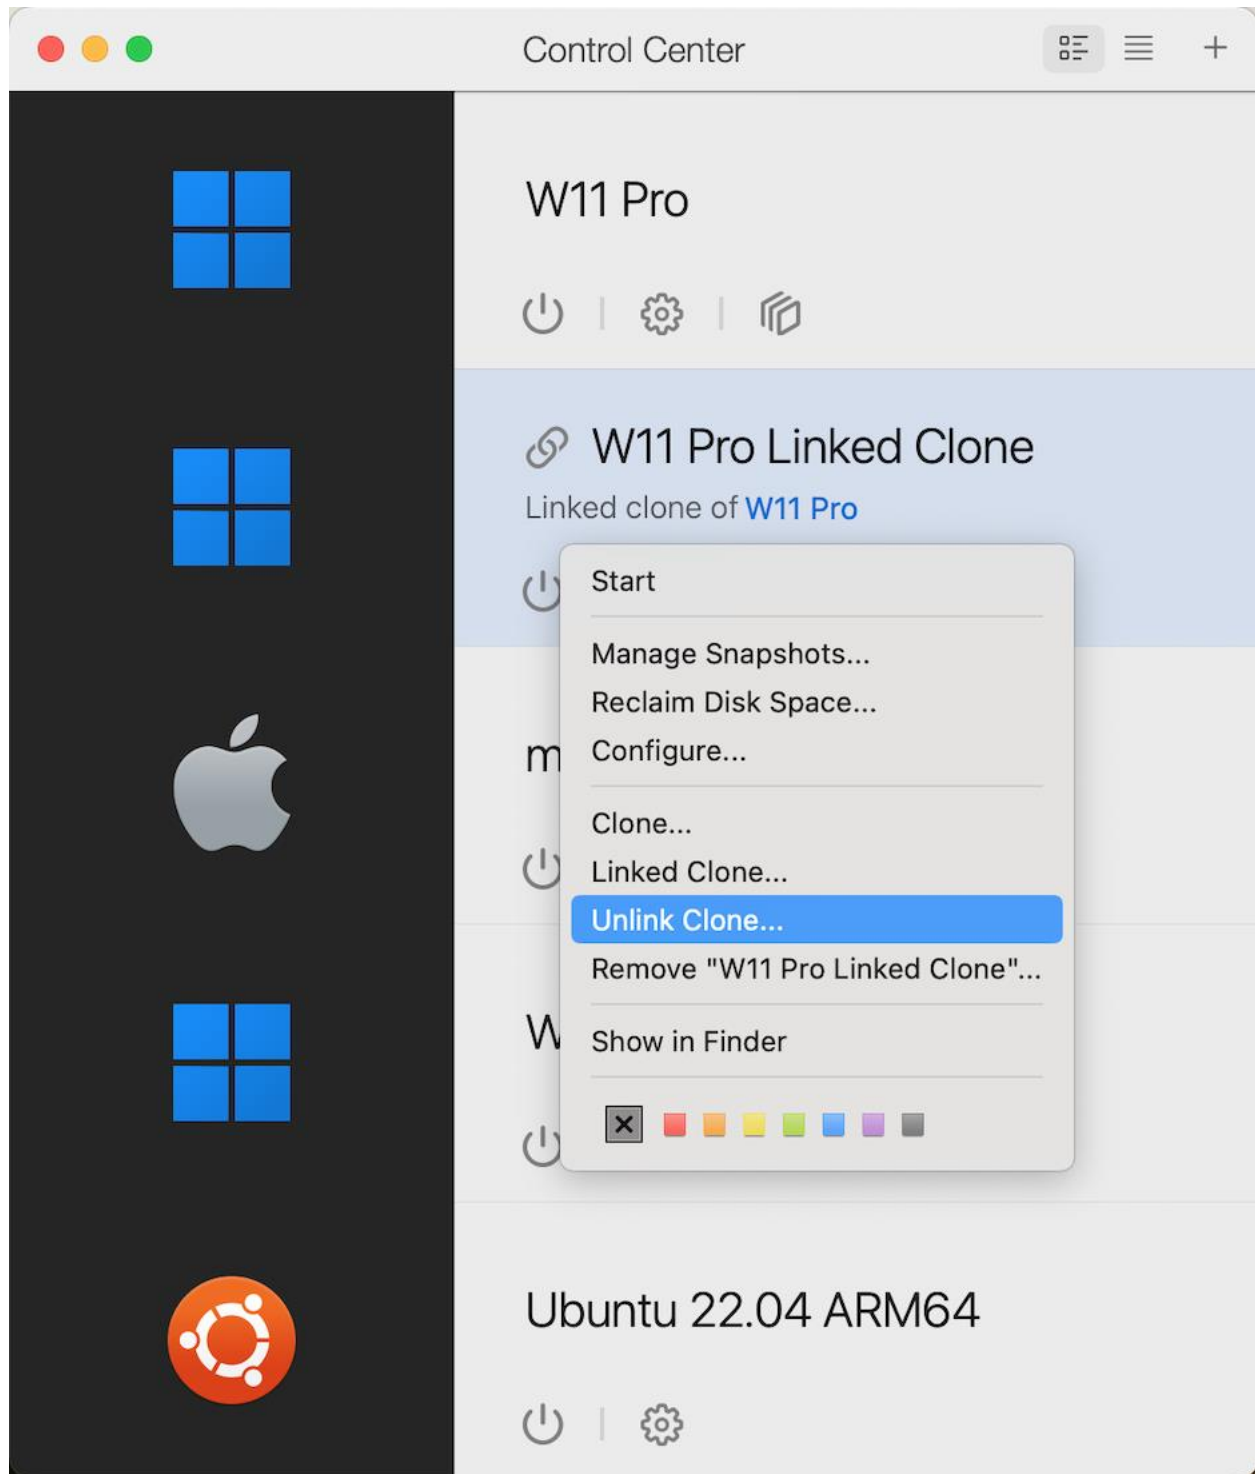 Control Center
W11 Pro
W11 Pro Linked Clone
Linked clone of W11 Pro
Start
Manage Snapshots...
Reclaim Disk Space...
m
Configure...
Clone...
Linked Clone...
Unlink Clone...
Remove "W11 Pro Linked Clone"...
W
Show in Finder
Ubuntu 22.04 ARM64